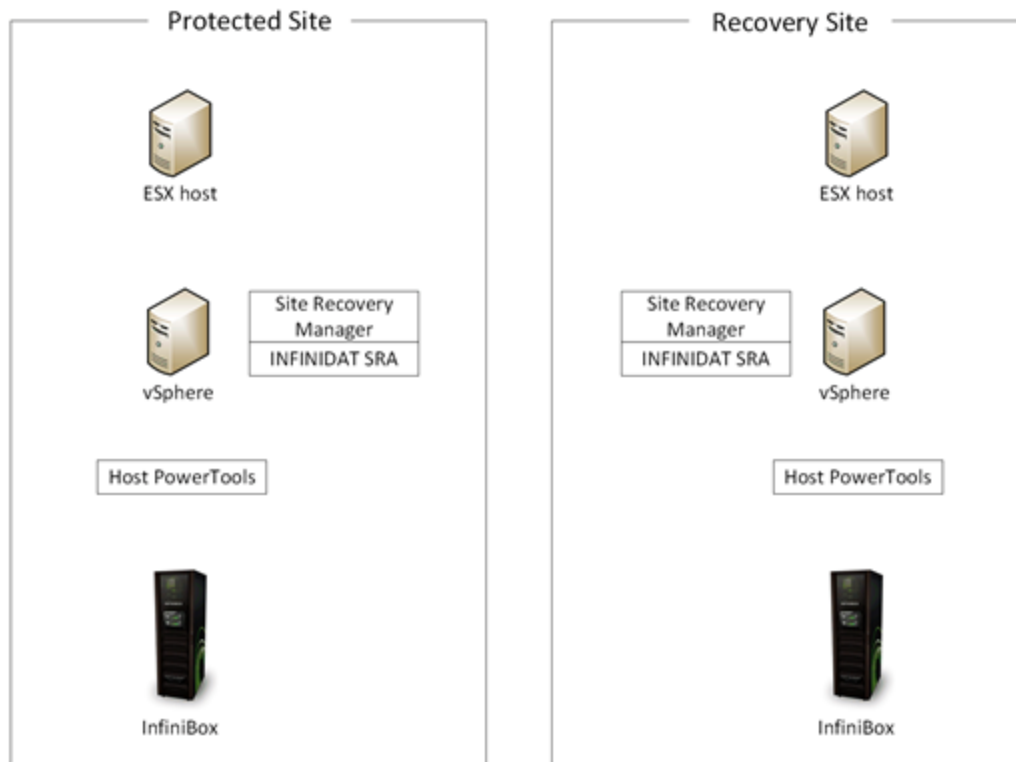 Protected Site
ESX host
vSphere
Site Recovery
Manager
INFINIDAT SRA
Host PowerTools
InfiniBox
Recovery Site
ESX host
Site Recovery
Manager
INFINIDAT SRA
vSphere
Host PowerTools
InfiniBox